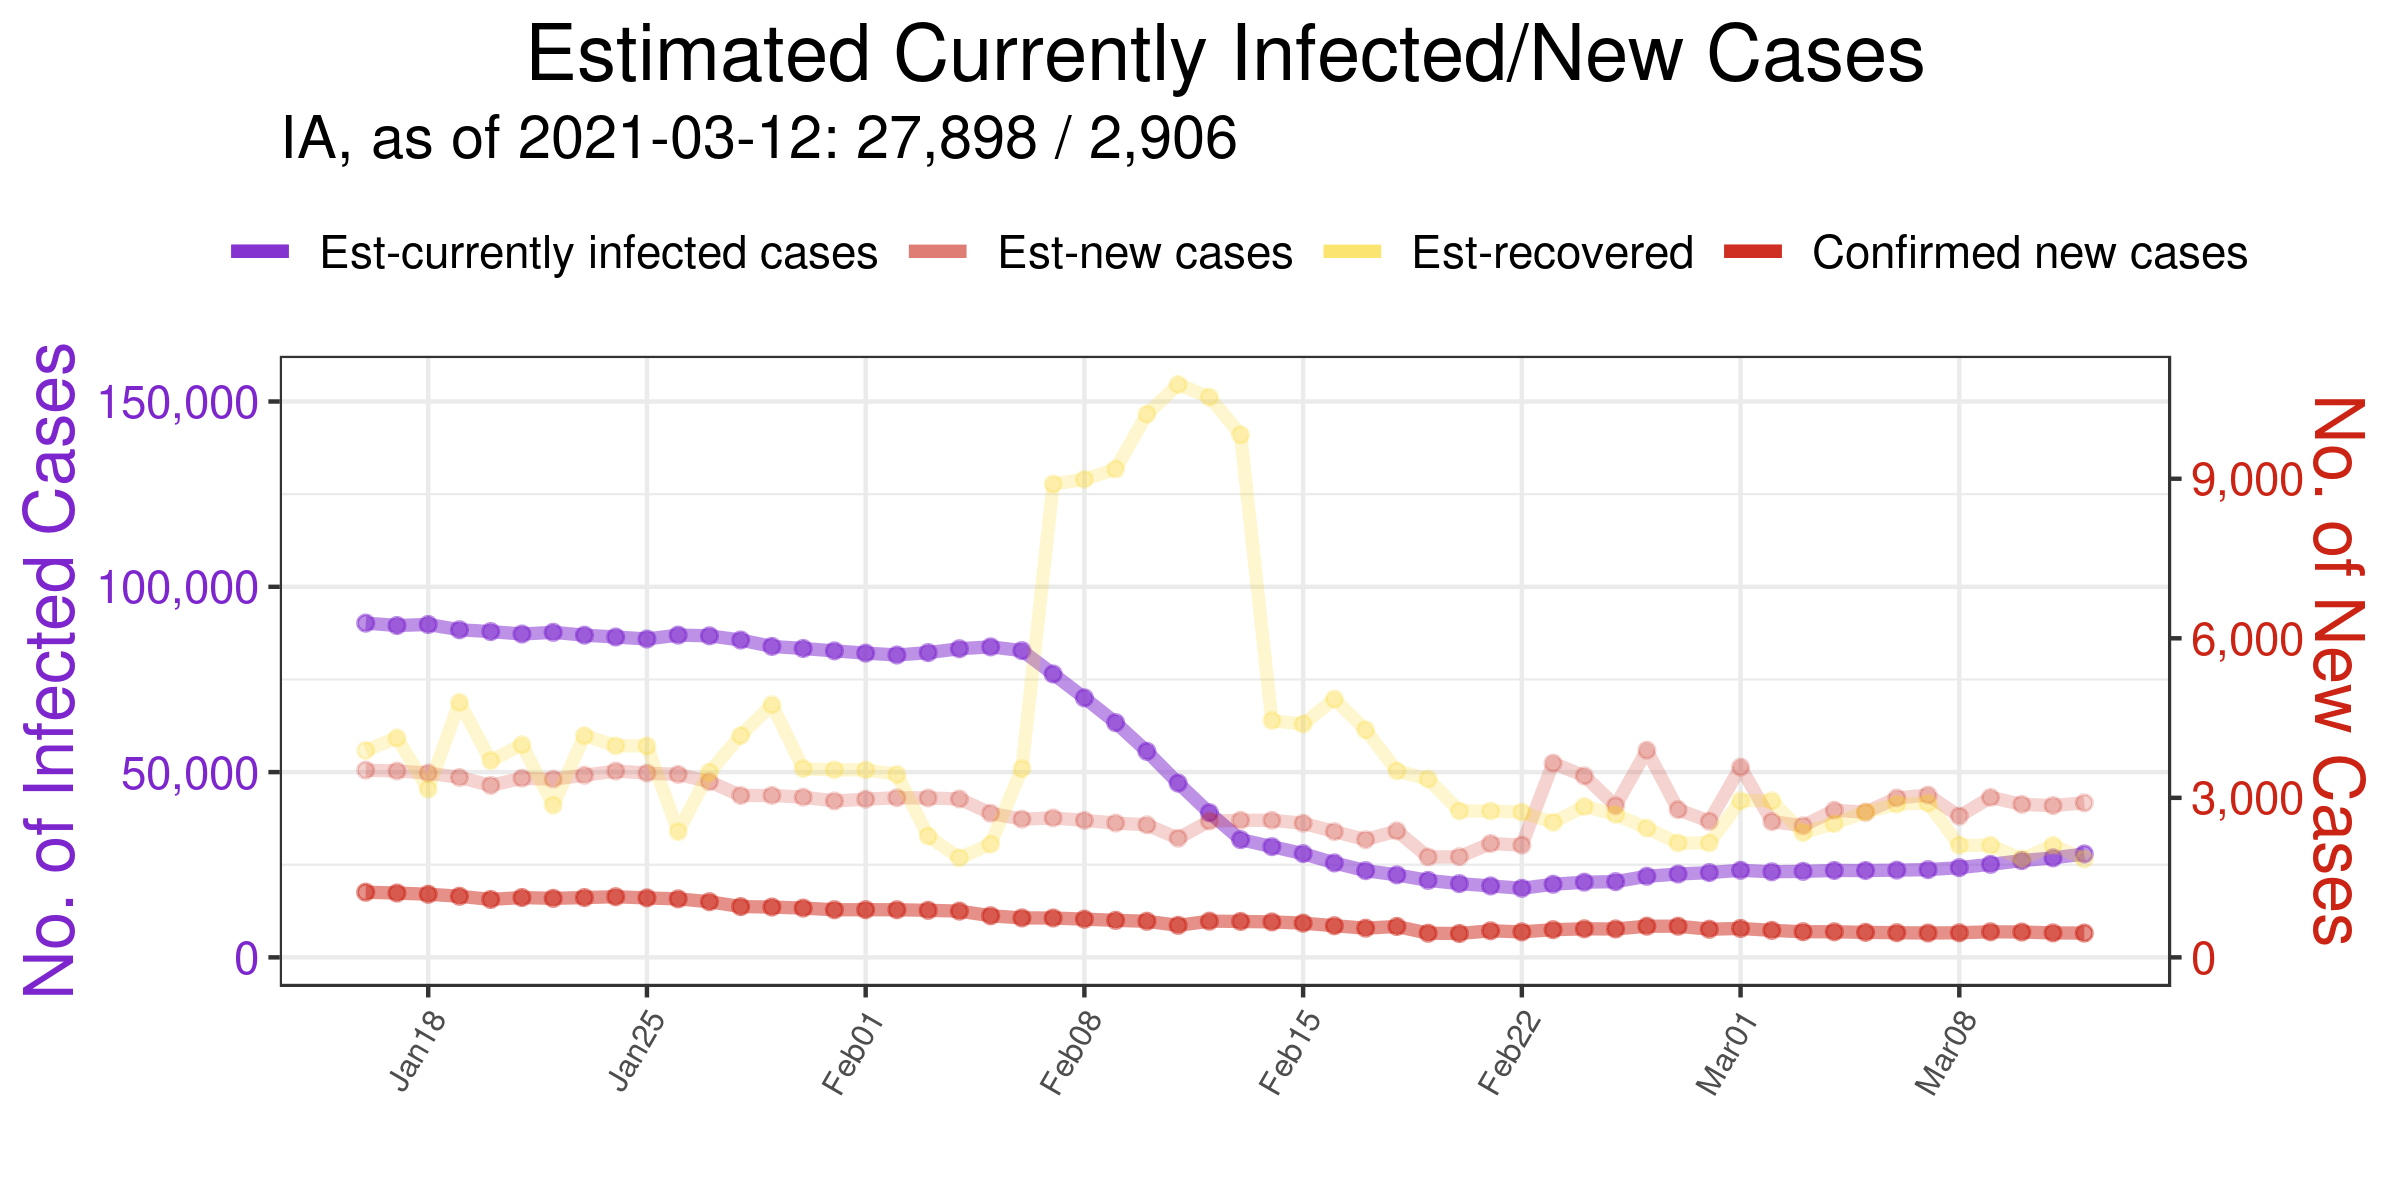 Estimated Currently Infected/New Cases
IA, as of 2021-03-12: 27,898 / 2,906
Est-currently infected cases Est-new cases Est-recovered Confirmed new cases
No. of Infected Cases
150,000
100,000
50,000
0
9,000
6,000
3,000
0
No. of New Cases
Jan18 Jan25 Feb01 Feb08 Feb15 Feb22 Mar01 Mar08